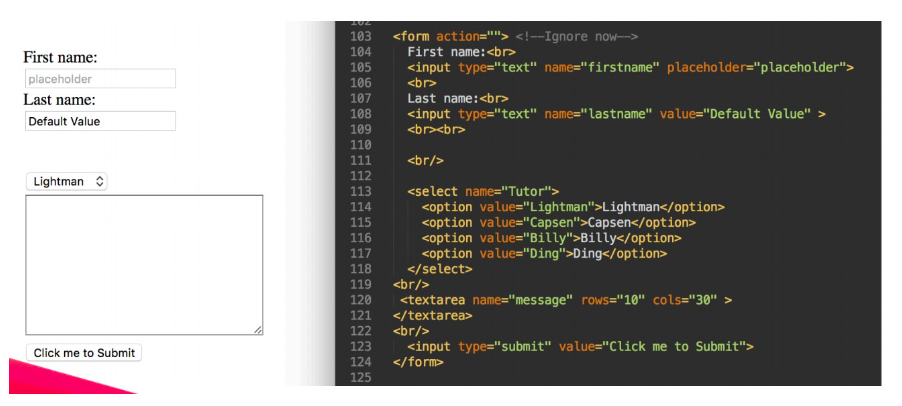 First name:
placeholder
Last name:
Default Value
Lightman
Click me to Submit
102
103 <form action=""> <!--Ignore now-->
104 First name:<br>
105 <input type="text" name="firstname" placeholder="placeholder">
106 <br>
107 Last name:<br>
108 <input type="text" name="lastname" value="Default Value" >
109 <br><br>
110
111 <br/>
112
113 <select name="Tutor">
114 <option value="Lightman">Lightman</option>
115 <option value="Capsen">Capsen</option>
116 <option value="Billy">Billy</option>
117 <option value="Ding">Ding</option>
118 </select>
119 <br/>
120 <textarea name="message" rows="10" cols="30" >
121 </textarea>
122 <br/>
123 <input type="submit" value="Click me to Submit">
124 </form>
125